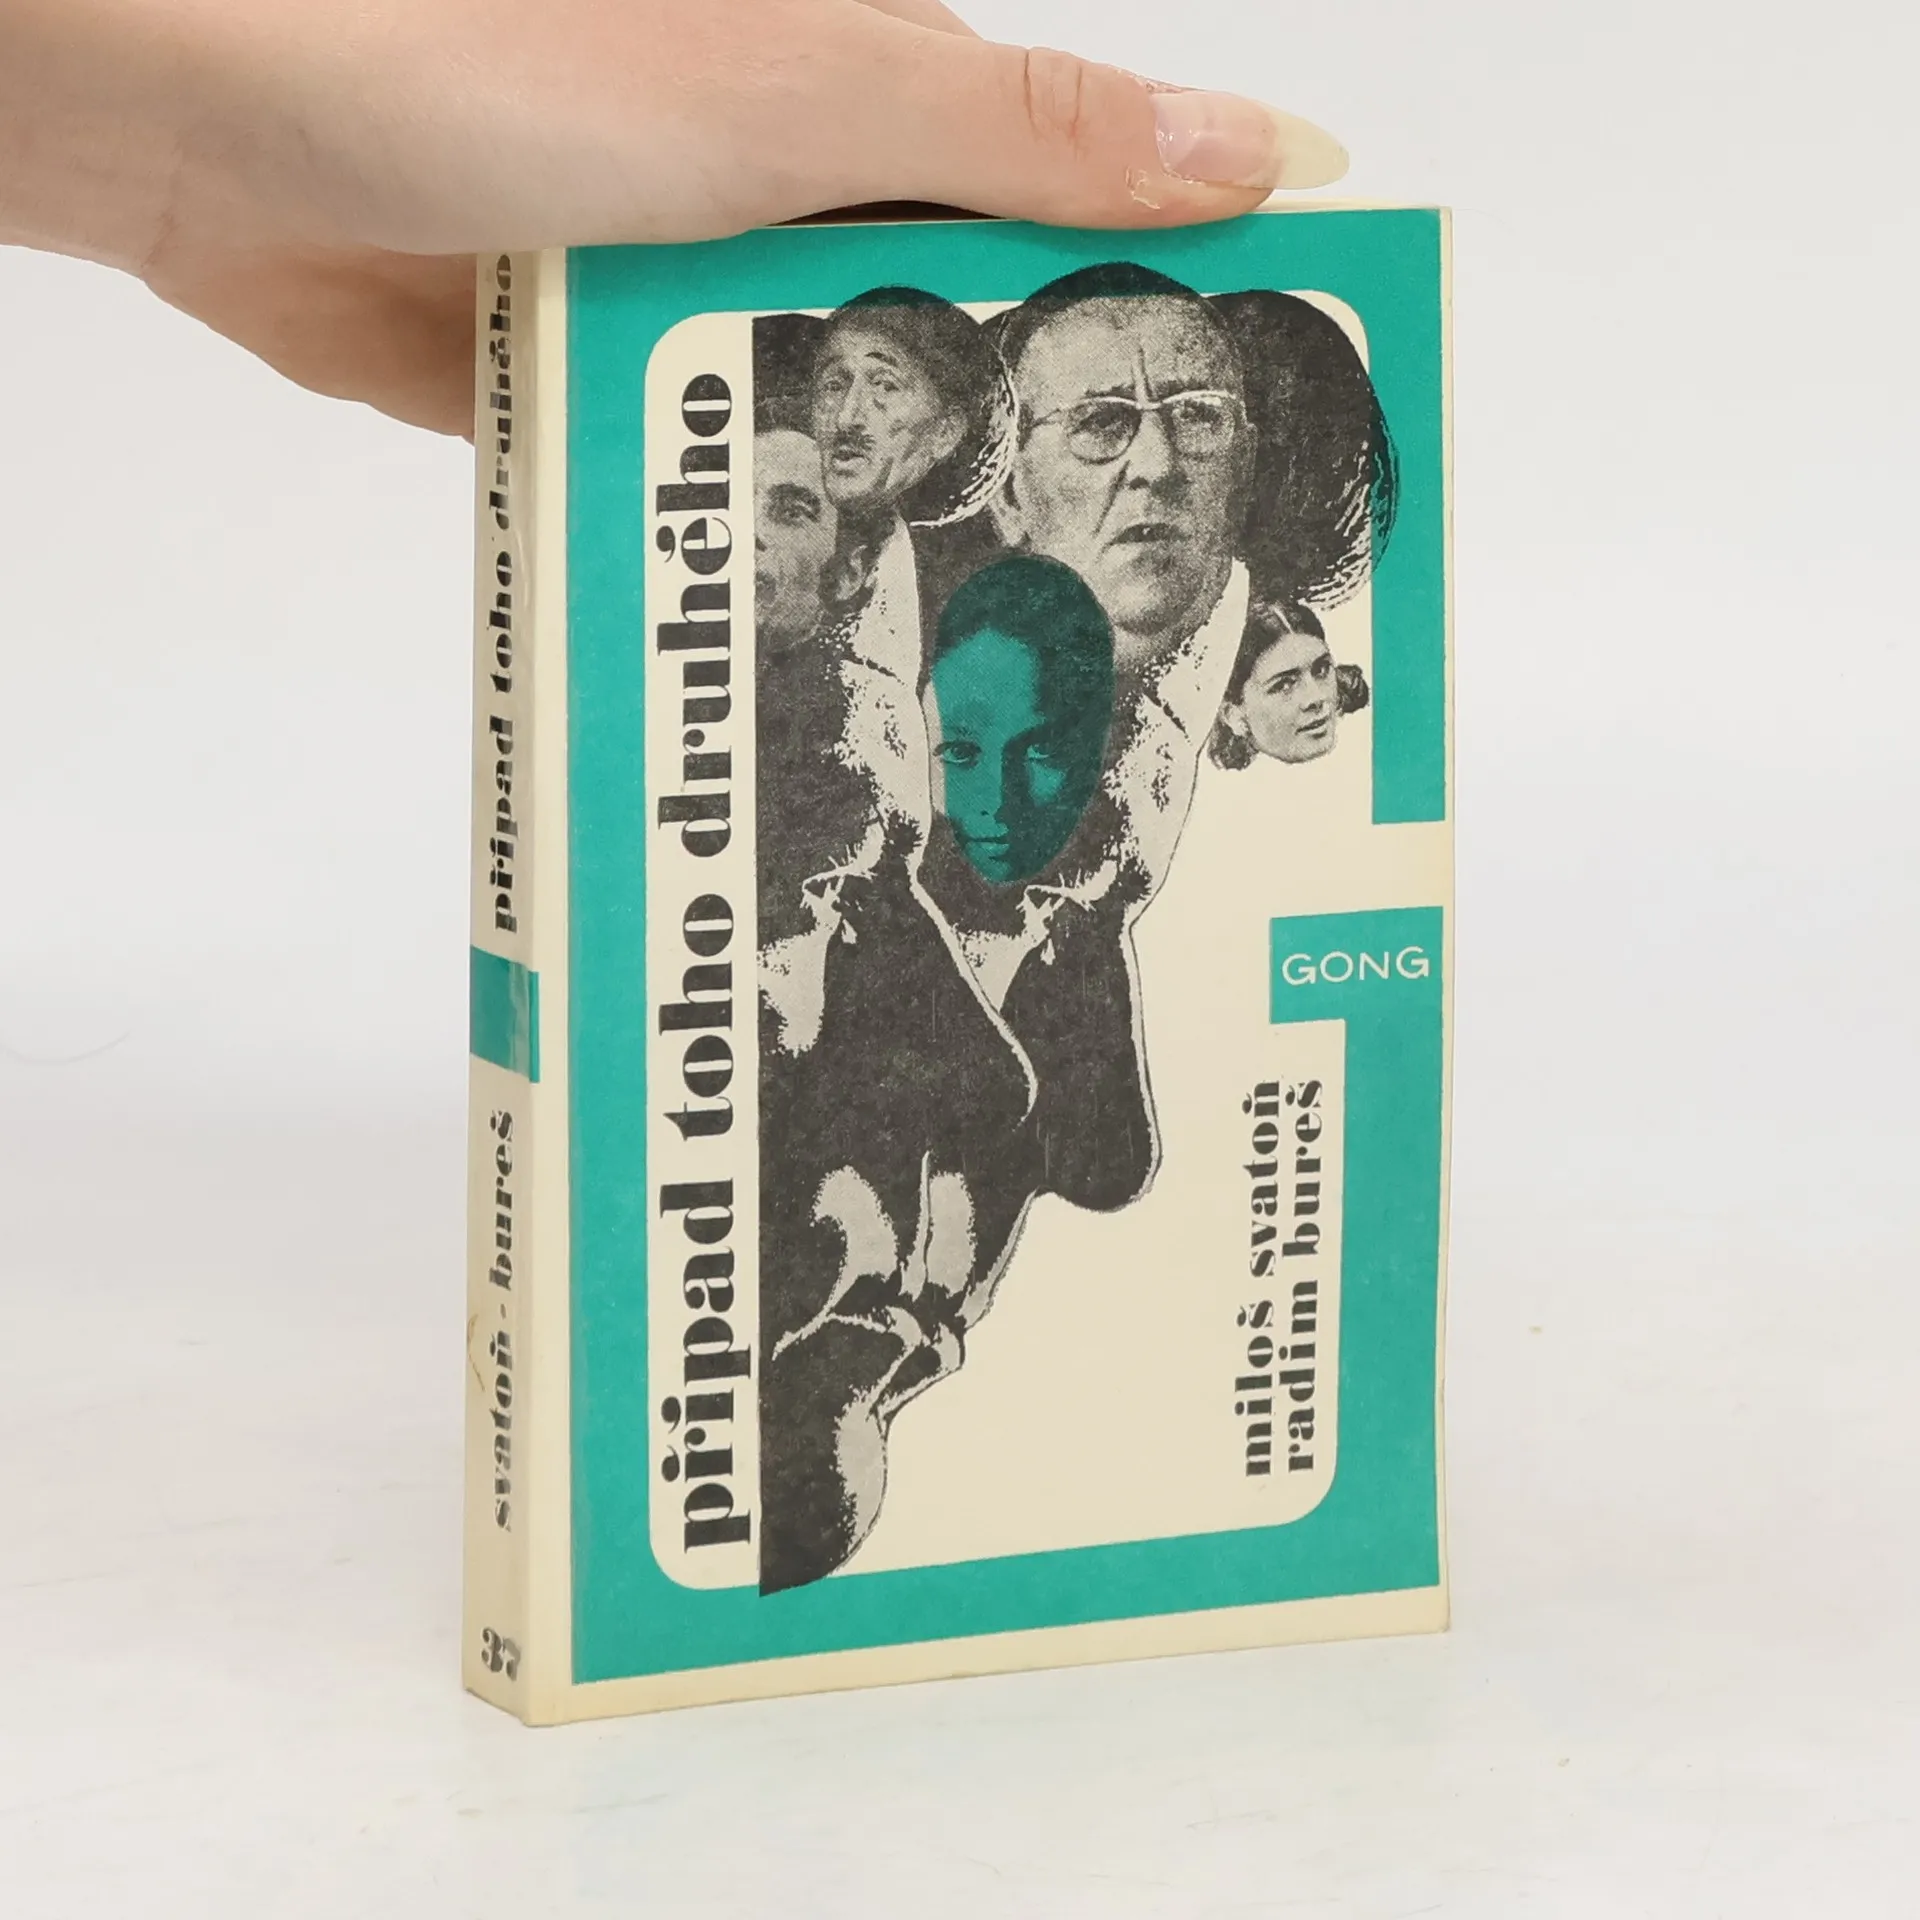 případ toho druhého
svatoň · bureš
37
případ toho druhého
GONG
miloš svatoň
radim bureš